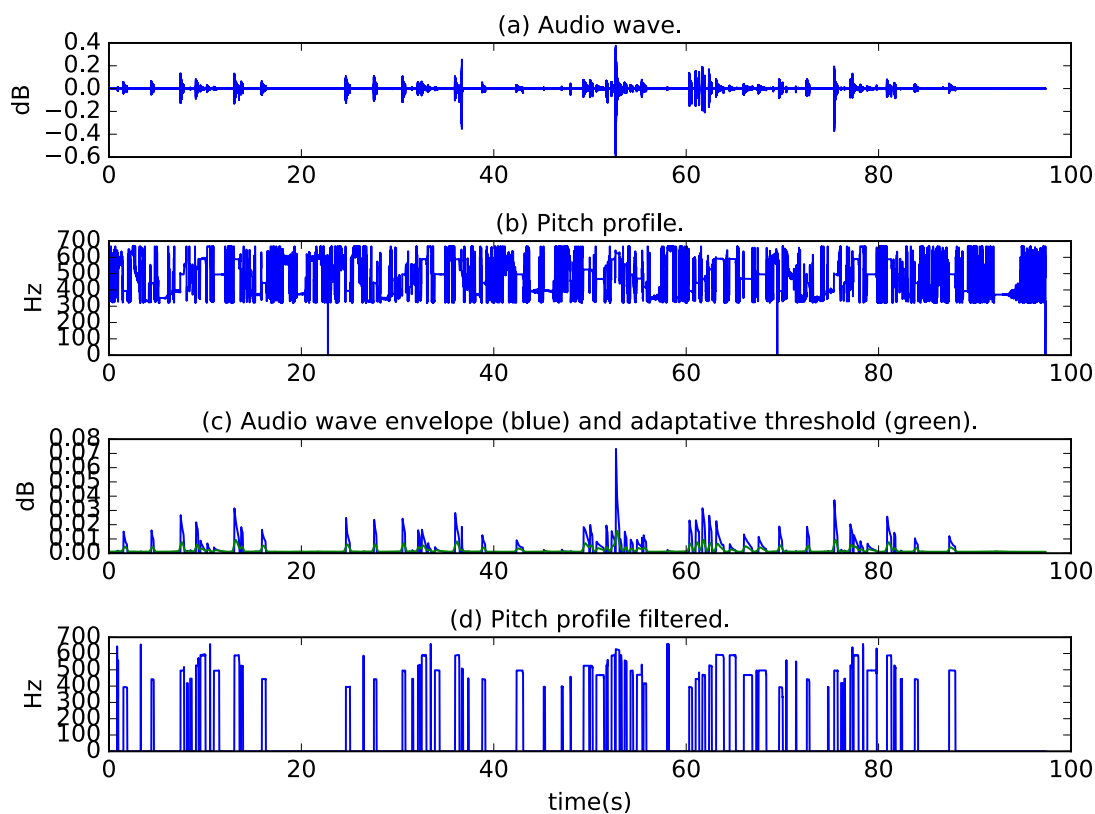 (a) Audio wave.
0.4
0.2
0.0
−0.2
−0.4
−0.6
dB
0 20 40 60 80 100
(b) Pitch profile.
700
600
500
400
300
200
100
0
Hz
0 20 40 60 80 100
(c) Audio wave envelope (blue) and adaptative threshold (green).
0.08
0.07
0.06
0.05
0.04
0.03
0.02
0.01
0.00
dB
0 20 40 60 80 100
(d) Pitch profile filtered.
700
600
500
400
300
200
100
0
Hz
0 20 40 60 80 100
time(s)